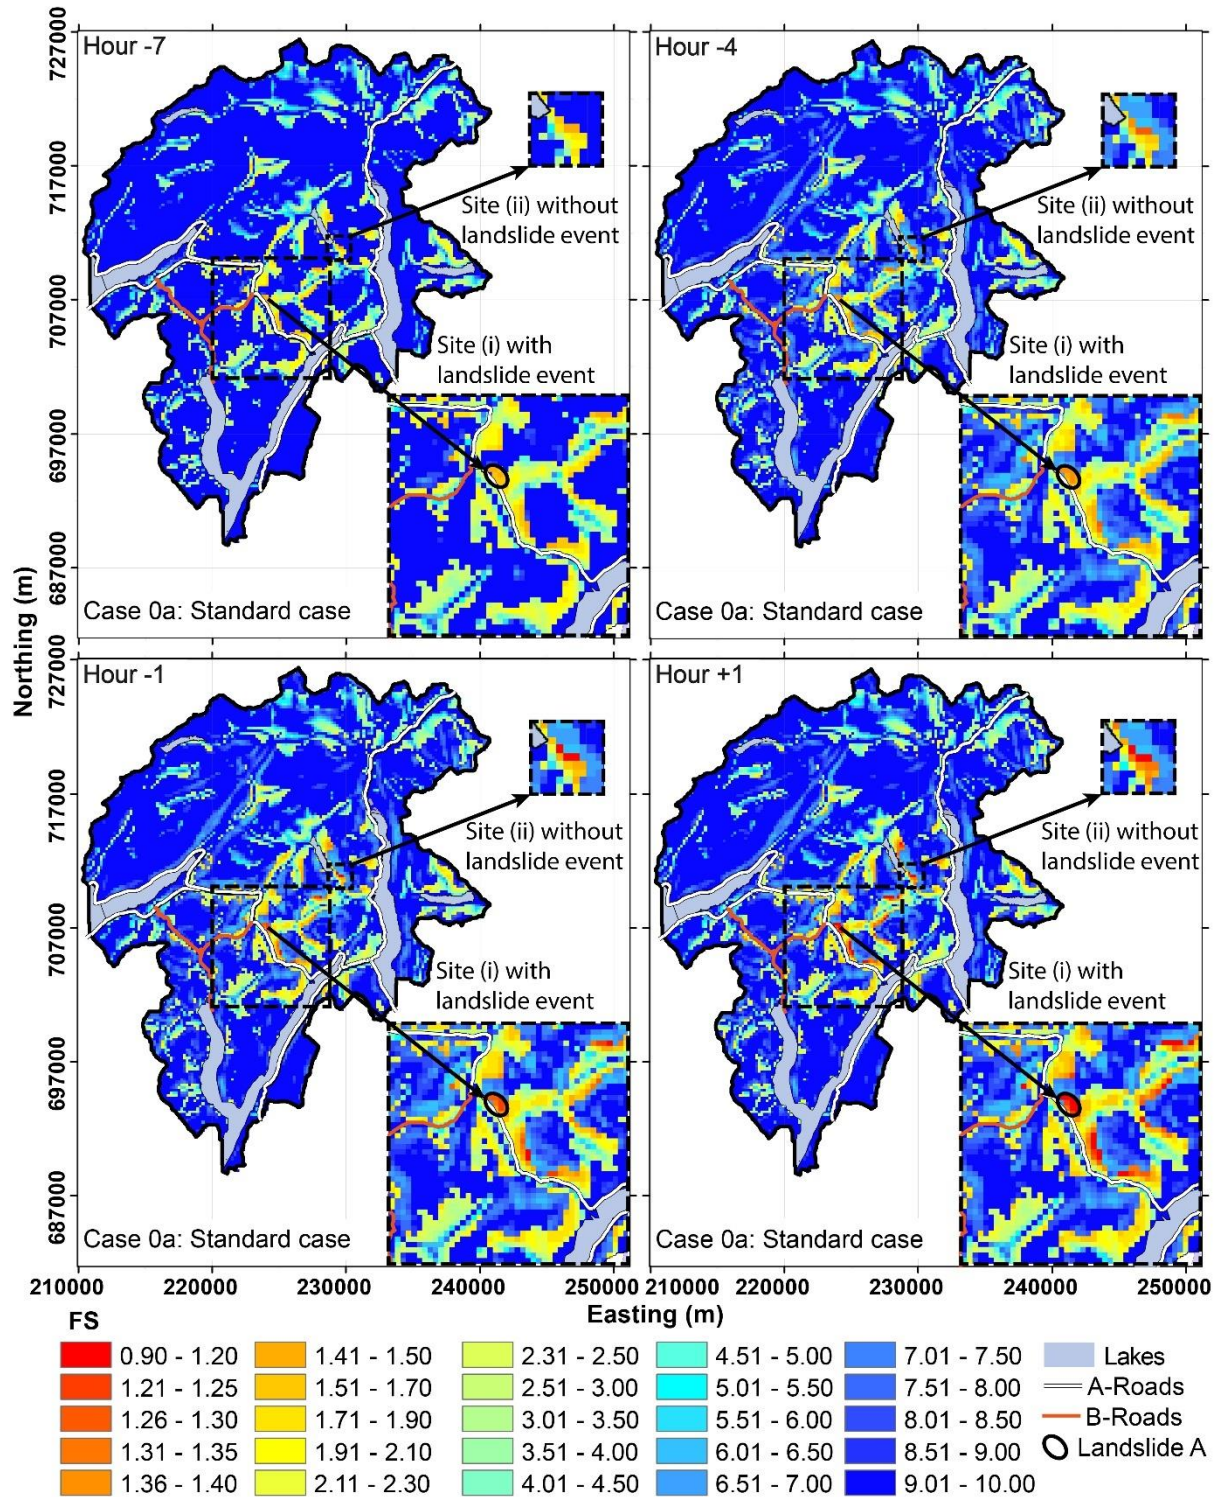 Hour -7
Site (ii) without
landslide event
Site (i) with
landslide event
Case 0a: Standard case
Hour -4
Site (ii) without
landslide event
Site (i) with
landslide event
Case 0a: Standard case
727000
717000
707000
697000
687000
Northing (m)
Hour -1
Site (ii) without
landslide event
Site (i) with
landslide event
Case 0a: Standard case
Hour +1
Site (ii) without
landslide event
Site (i) with
landslide event
Case 0a: Standard case
727000
717000
707000
697000
687000
210000 220000 230000 240000 250000
210000 220000 230000 240000 250000
Easting (m)
FS
0.90 - 1.20
1.21 - 1.25
1.26 - 1.30
1.31 - 1.35
1.36 - 1.40
1.41 - 1.50
1.51 - 1.70
1.71 - 1.90
1.91 - 2.10
2.11 - 2.30
2.31 - 2.50
2.51 - 3.00
3.01 - 3.50
3.51 - 4.00
4.01 - 4.50
4.51 - 5.00
5.01 - 5.50
5.51 - 6.00
6.01 - 6.50
6.51 - 7.00
7.01 - 7.50
7.51 - 8.00
8.01 - 8.50
8.51 - 9.00
9.01 - 10.00
Lakes
A-Roads
B-Roads
Landslide A